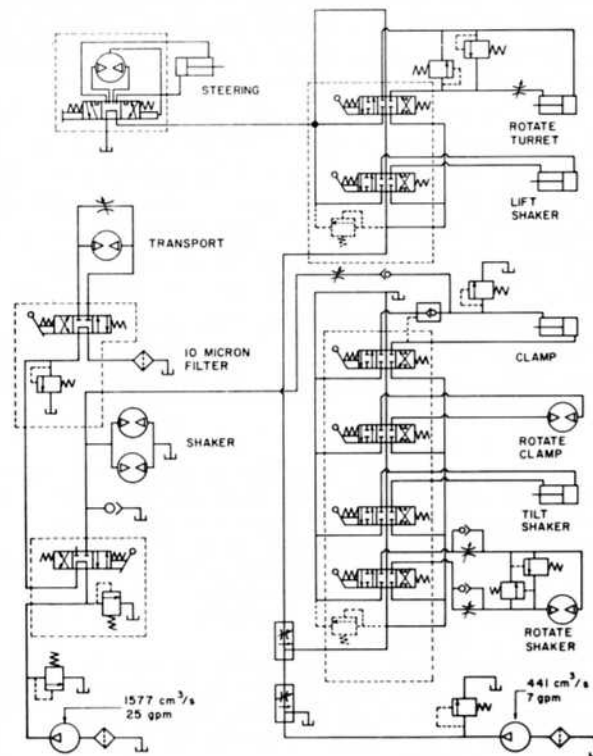 STEERING
ROTATE
TURRET
LIFT
SHAKER
TRANSPORT
10 MICRON
FILTER
CLAMP
SHAKER
ROTATE
CLAMP
TILT
SHAKER
ROTATE
SHAKER
1577 cm³/s
25 gpm
441 cm³/s
7 gpm